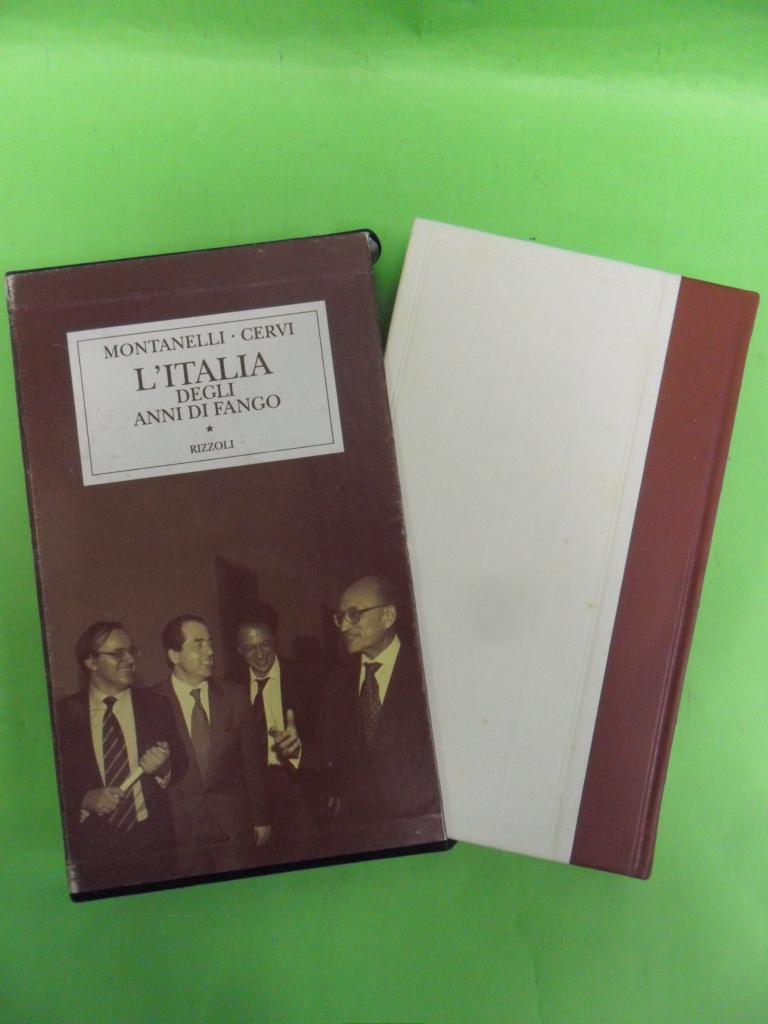 MONTANELLI · CERVI
L'ITALIA
DEGLI
ANNI DI FANGO
★
RIZZOLI